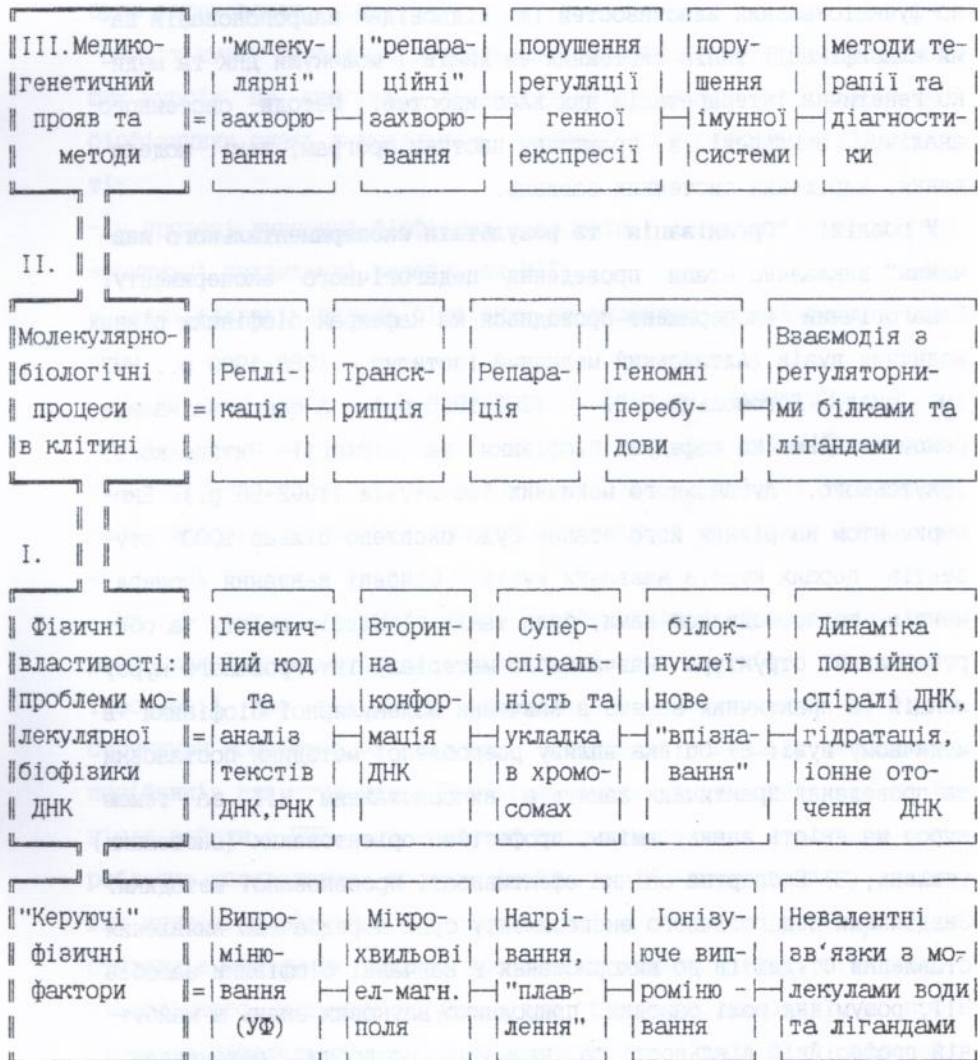 III.Медико- "молеку- "репара- порушення пору- методи те-
генетичний лярні" ційні" регуляції шення рапії та
прояв та захворю- захворю- генної імунної діагности-
методи вання вання експресії системи ки
II.
Молекулярно- Взаємодія з
біологічні Реплі- Транск- Репара- Геномні регуляторни-
процеси кація рипція ція перебу- ми білками та
в клітині дови лігандами
I.
Фізичні Генетич- Вторин- Супер- білок- Динаміка
властивості: ний код на спіраль- нуклеї- подвійної
проблеми мо- та конфор- ність та нове спіралі ДНК,
лекулярної аналіз мація укладка "впізна- гідратація,
біофізики текстів ДНК в хромо- вання" іонне ото-
ДНК ДНК,РНК сомах чення ДНК
"Керуючі" Випро- Мікро- Нагрі- Іонізу- Невалентні
фізичні міню- хвильові вання, юче вип- зв'язки з мо-
фактори вання ел-магн. "плав- роміню - лекулами води
(УФ) поля лення" вання та лігандами